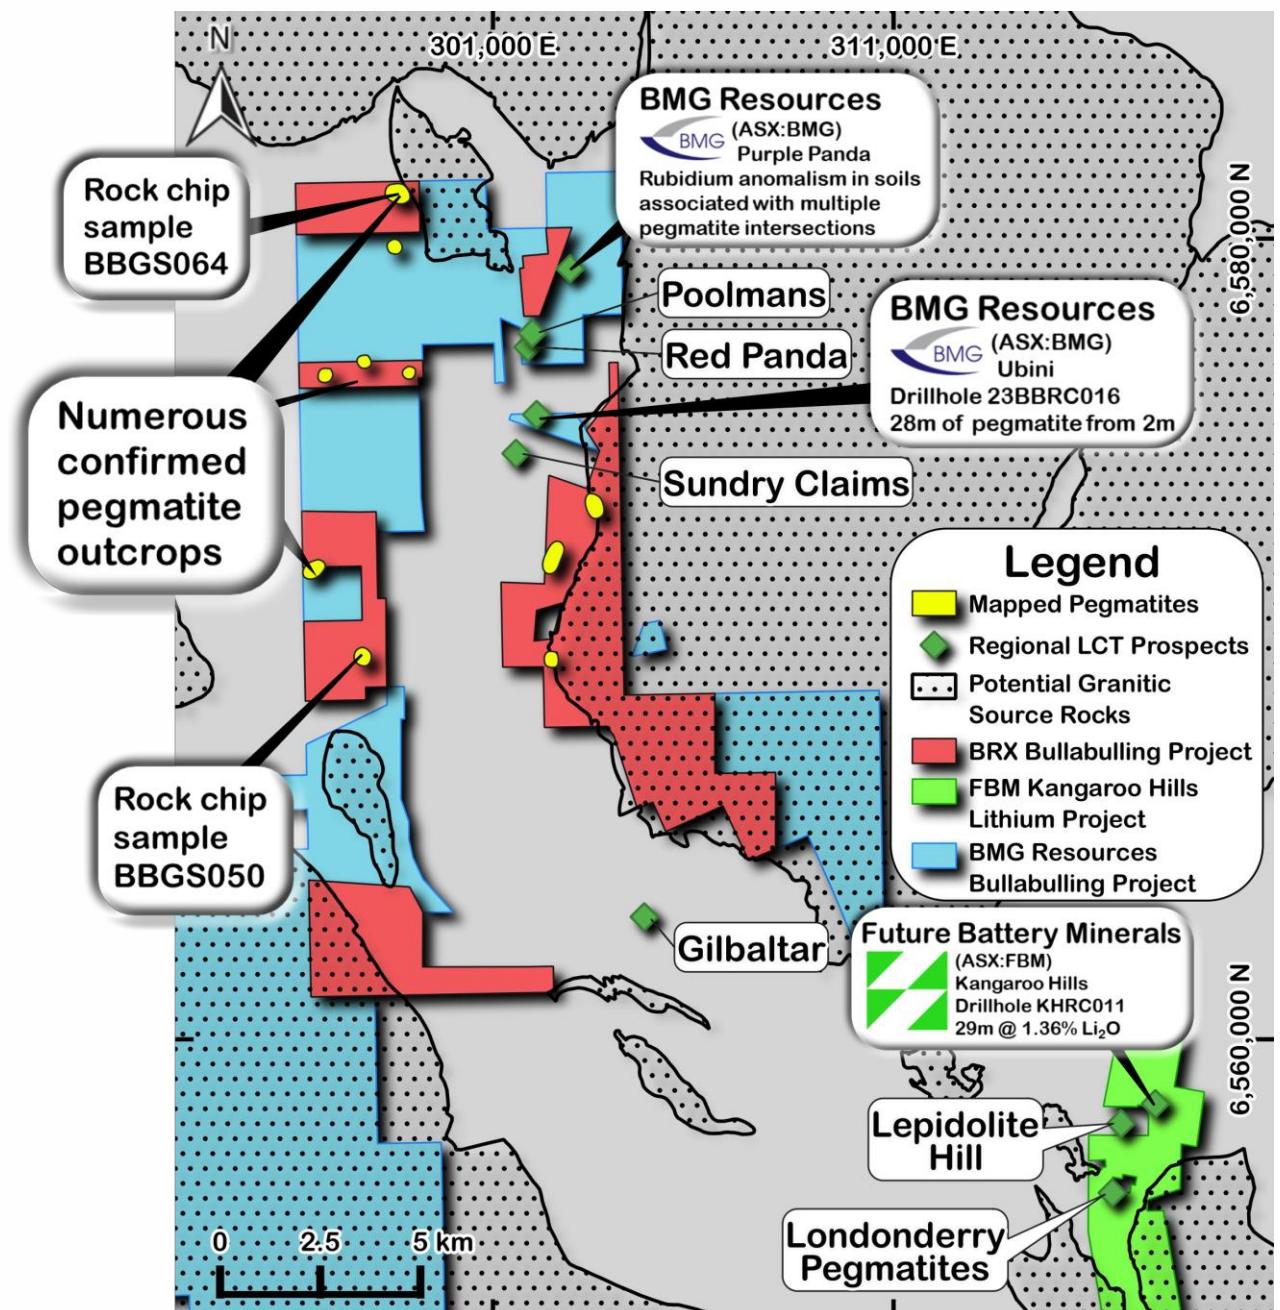 N
301,000 E
311,000 E
BMG Resources
BMG
(ASX:BMG)
Purple Panda
Rubidium anomalism in soils
associated with multiple
pegmatite intersections
Rock chip
sample
BBGS064
6,580,000 N
Poolmans
Red Panda
BMG Resources
BMG
(ASX:BMG)
Ubini
Drillhole 23BBRC016
28m of pegmatite from 2m
Numerous
confirmed
pegmatite
outcrops
Sundry Claims
Legend
Mapped Pegmatites
Regional LCT Prospects
Potential Granitic
Source Rocks
BRX Bullabulling Project
FBM Kangaroo Hills
Lithium Project
BMG Resources
Bullabulling Project
Rock chip
sample
BBGS050
Gilbaltar
Future Battery Minerals
(ASX:FBM)
Kangaroo Hills
Drillhole KHRC011
29m @ 1.36% Li₂O
6,560,000 N
Lepidolite
Hill
Londonderry
Pegmatites
0 2.5 5 km